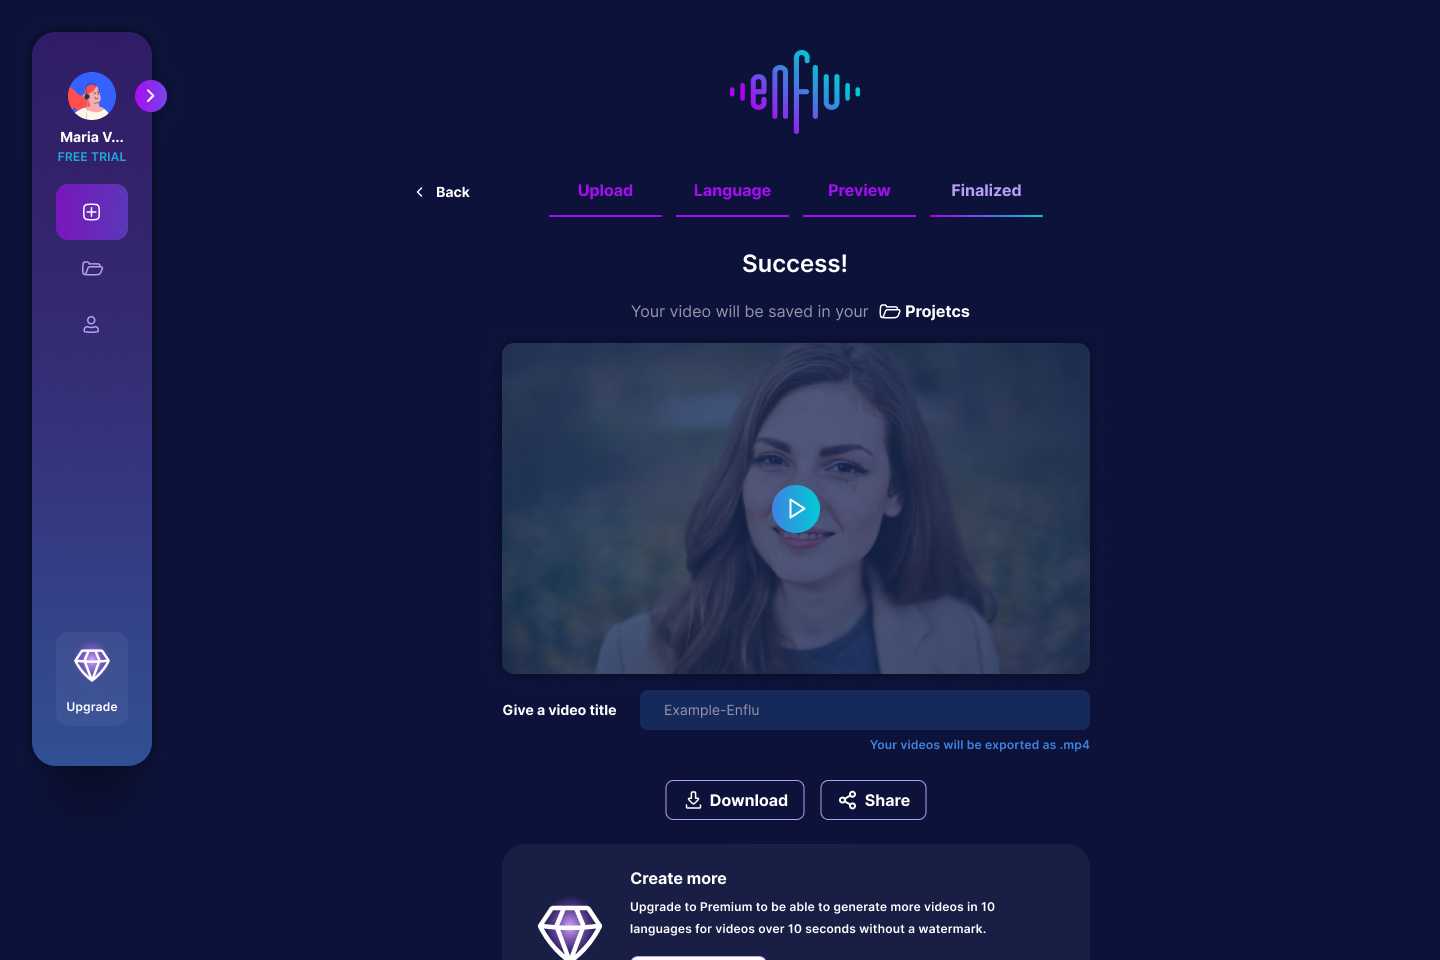 Maria V...
FREE TRIAL
Upgrade
enflu
Back
Upload
Language
Preview
Finalized
Success!
Your video will be saved in your Projetcs
Give a video title
Example-Enflu
Your videos will be exported as .mp4
Download
Share
Create more
Upgrade to Premium to be able to generate more videos in 10
languages for videos over 10 seconds without a watermark.